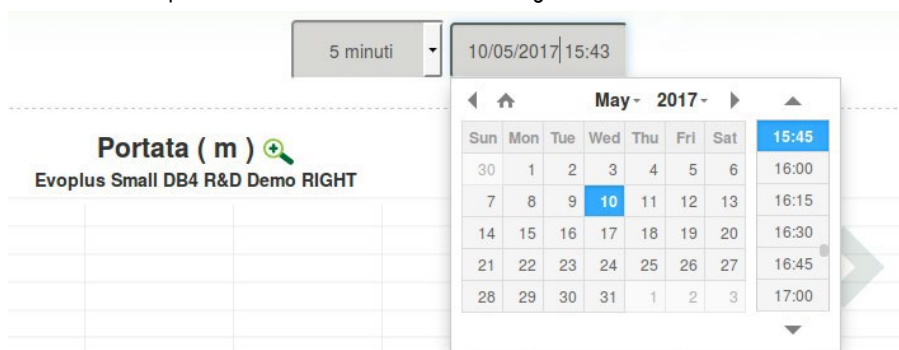 5 minuti 10/05/2017 15:43
May 2017
Portata ( m )
Evoplus Small DB4 R&D Demo RIGHT
Sun Mon Tue Wed Thu Fri Sat 15:45
30 1 2 3 4 5 6 16:00
7 8 9 10 11 12 13 16:15
14 15 16 17 18 19 20 16:30
21 22 23 24 25 26 27 16:45
28 29 30 31 1 2 3 17:00